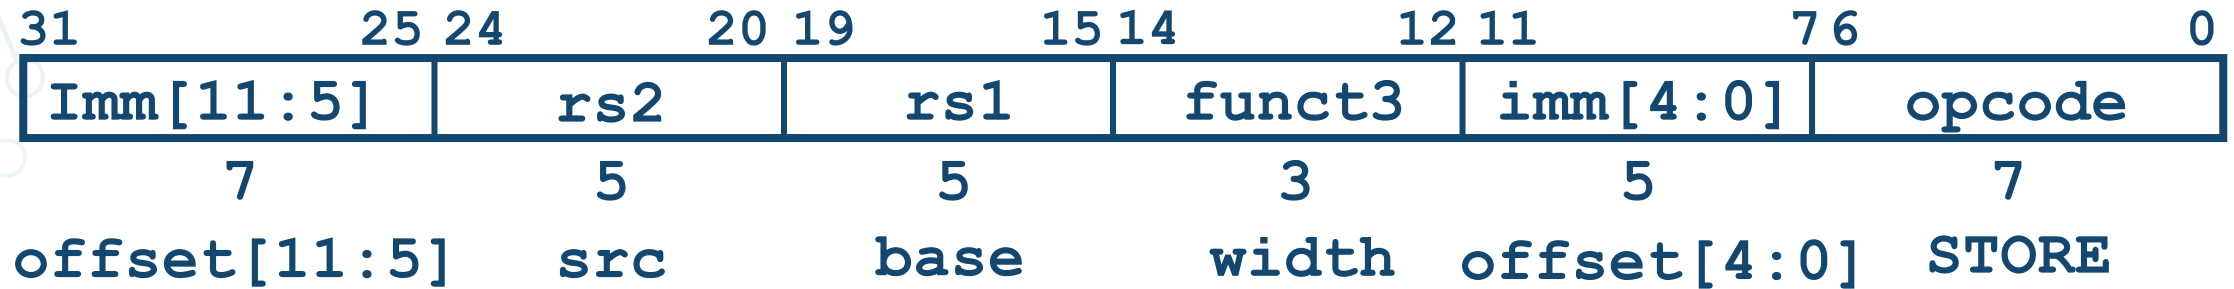 31 25 24 20 19 15 14 12 11 7 6 0
Imm[11:5] rs2 rs1 funct3 imm[4:0] opcode
7 5 5 3 5 7
offset[11:5] src base width offset[4:0] STORE